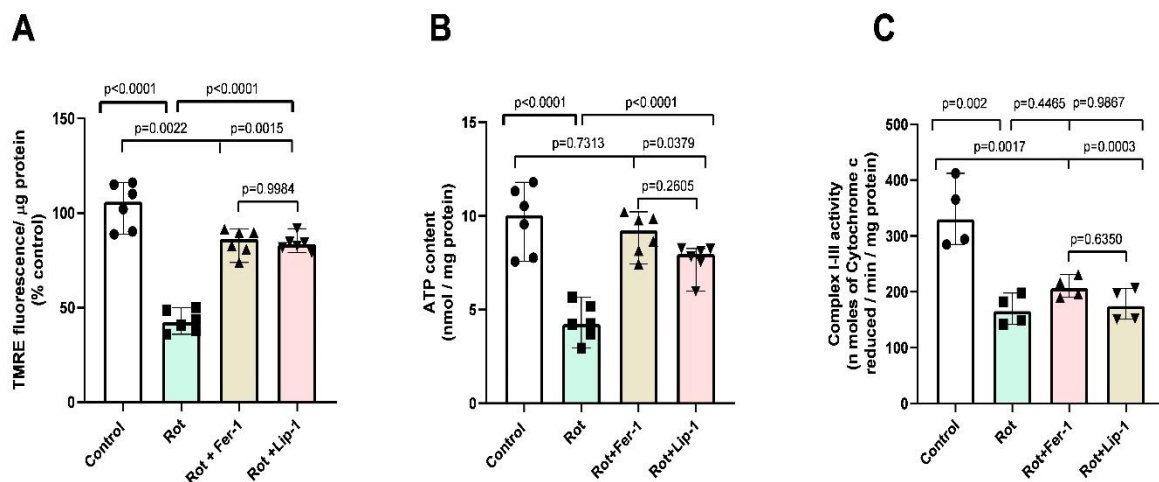 A
p<0.0001
p<0.0001
p=0.0022
p=0.0015
p=0.9984
150
100
50
0
TMRE fluorescence/ µg protein
(% control)
Control
Rot
Rot + Fer-1
Rot +Lip-1
B
p<0.0001
p<0.0001
p=0.7313
p=0.0379
p=0.2605
15
10
5
0
ATP content
(nmol / mg protein)
Control
Rot
Rot+Fer-1
Rot+Lip-1
C
p=0.002
p=0.4465
p=0.9867
p=0.0017
p=0.0003
p=0.6350
500
400
300
200
100
0
Complex I-III activity
(n moles of Cytochrome c
reduced / min / mg protein)
Control
Rot
Rot+Fer-1
Rot+Lip-1